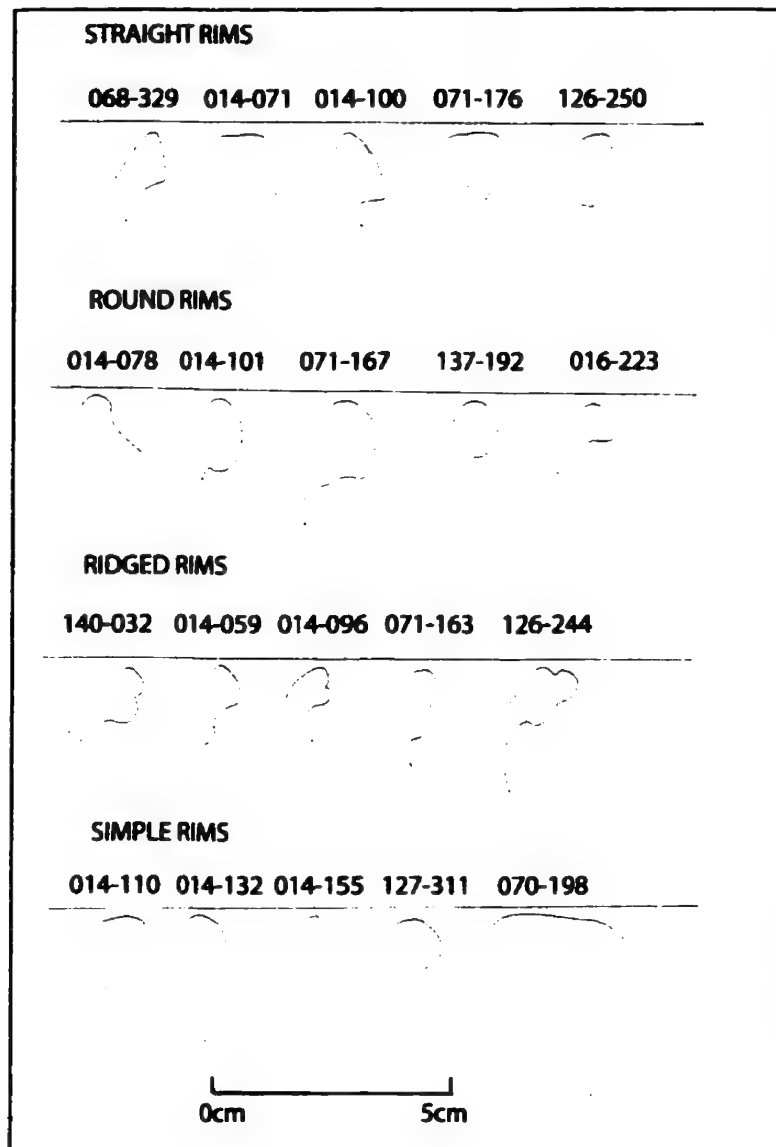 STRAIGHT RIMS
068-329 014-071 014-100 071-176 126-250
ROUND RIMS
014-078 014-101 071-167 137-192 016-223
RIDGED RIMS
140-032 014-059 014-096 071-163 126-244
SIMPLE RIMS
014-110 014-132 014-155 127-311 070-198
0cm 5cm